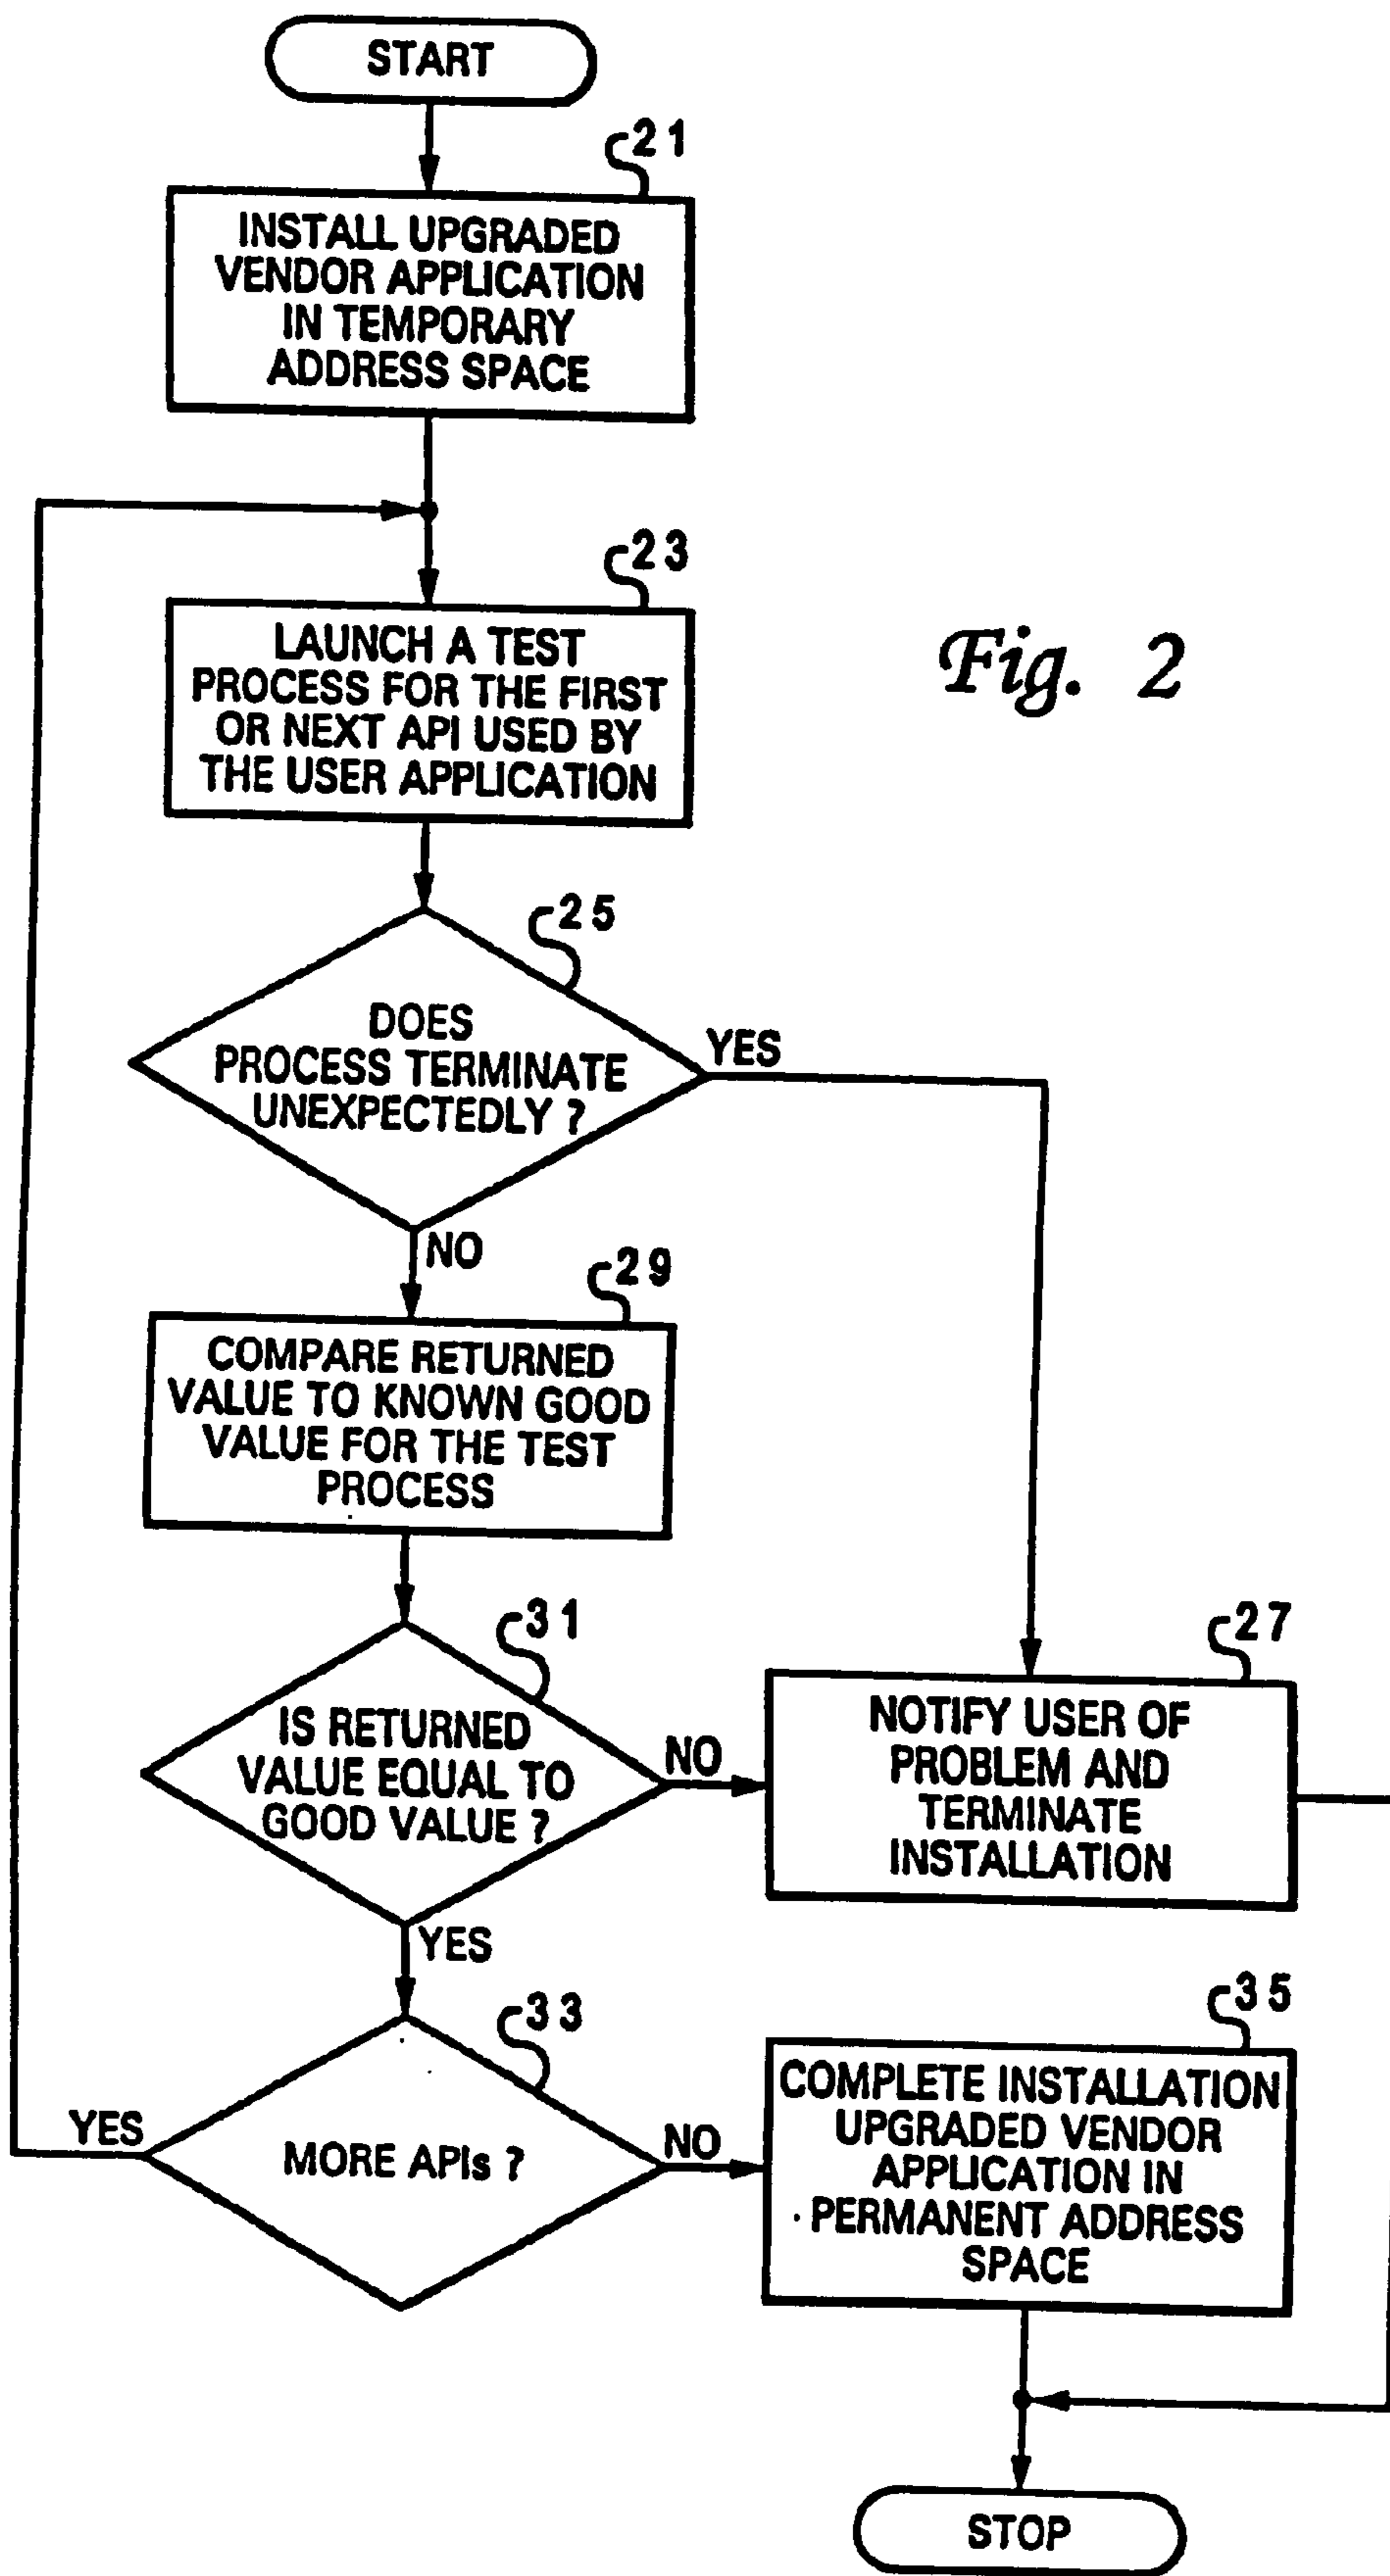 START
21
INSTALL UPGRADED
VENDOR APPLICATION
IN TEMPORARY
ADDRESS SPACE
23
LAUNCH A TEST
PROCESS FOR THE FIRST
OR NEXT API USED BY
THE USER APPLICATION
Fig. 2
25
DOES
PROCESS TERMINATE
UNEXPECTEDLY ?
YES
NO
29
COMPARE RETURNED
VALUE TO KNOWN GOOD
VALUE FOR THE TEST
PROCESS
31
IS RETURNED
VALUE EQUAL TO
GOOD VALUE ?
NO
27
NOTIFY USER OF
PROBLEM AND
TERMINATE
INSTALLATION
YES
33
MORE APIs ?
YES
NO
35
COMPLETE INSTALLATION
UPGRADED VENDOR
APPLICATION IN
PERMANENT ADDRESS
SPACE
STOP